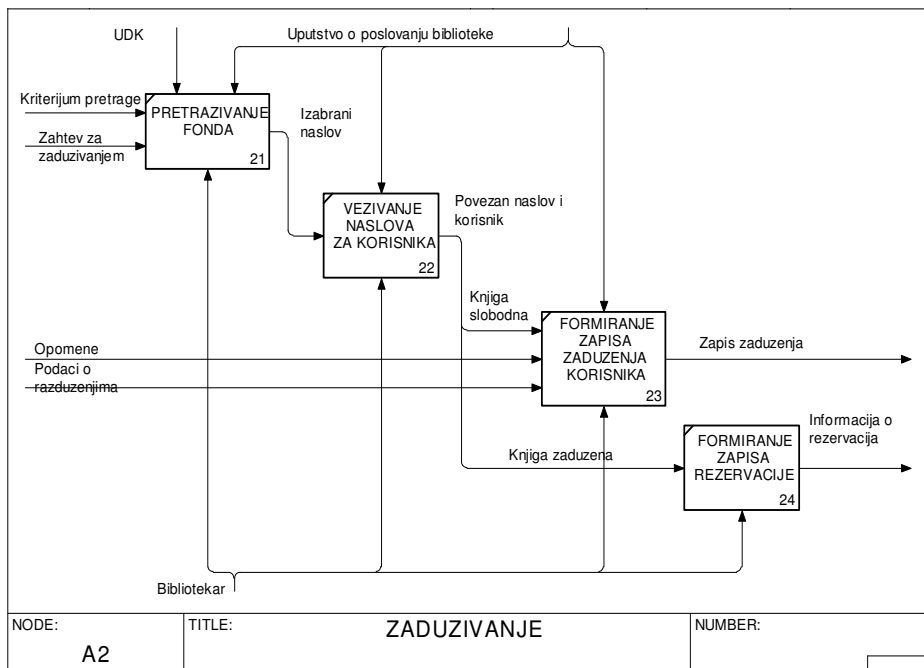 UDK
Uputstvo o poslovanju biblioteke
Kriterijum pretrage
Zahtev za
zaduzivanjem
PRETRAZIVANJE
FONDA
21
Izabrani
naslov
VEZIVANJE
NASLOVA
ZA KORISNIKA
22
Povezan naslov i
korisnik
Knjiga
slobodna
Opomene
Podaci o
razduzenjima
FORMIRANJE
ZAPISA
ZADUZENJA
KORISNIKA
23
Zapis zaduzenja
Knjiga zaduzena
FORMIRANJE
ZAPISA
REZERVACIJE
24
Informacija o
rezervacija
Bibliotekar
NODE:
A2
TITLE:
ZADUZIVANJE
NUMBER: